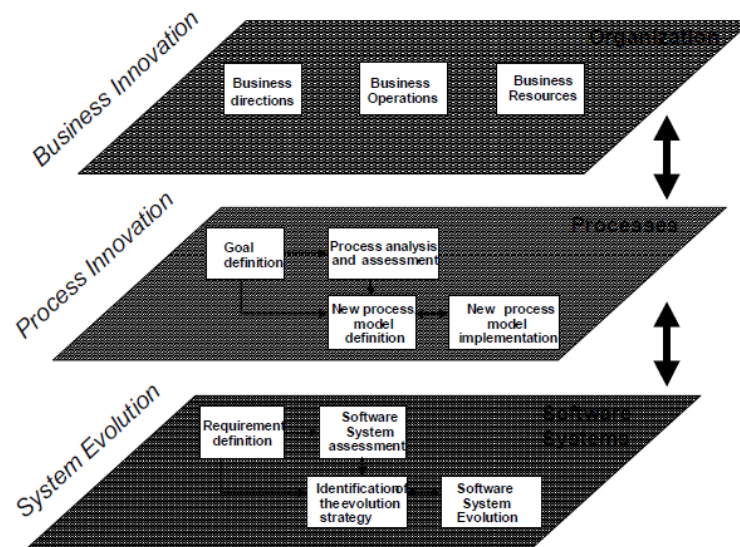 Business Innovation
Organization
Business
directions
Business
Operations
Business
Resources
Process Innovation
Processes
Goal
definition
Process analysis
and assessment
New process
model
definition
New process
model
implementation
System Evolution
Software
Systems
Requirement
definition
Software
System
assessment
Identification of
the evolution
strategy
Software
System
Evolution